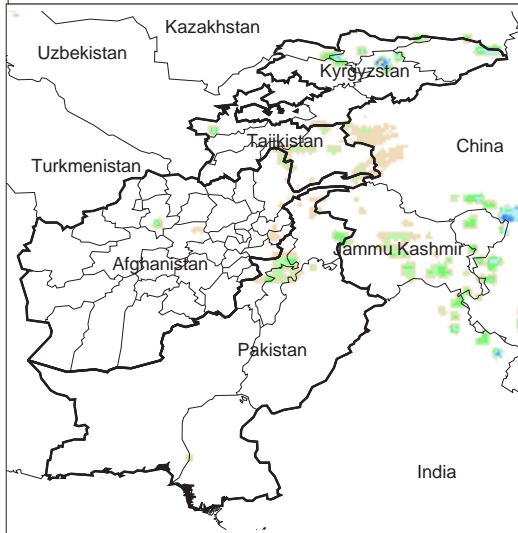 Kazakhstan
Uzbekistan
Kyrgyzstan
Tajikistan
China
Turkmenistan
Jammu Kashmir
Afghanistan
Pakistan
India